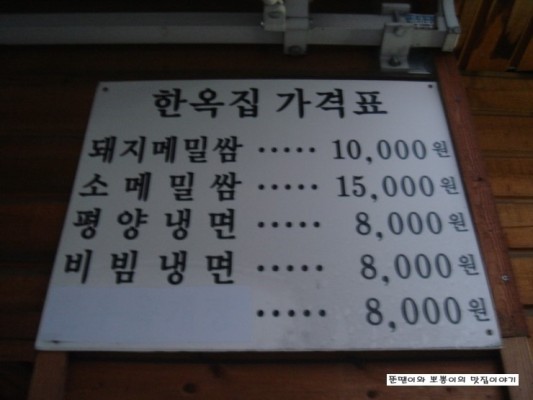 한옥집 가격표
돼지메밀쌈 ····· 10,000원
소메밀쌈 ····· 15,000원
평양냉면 ····· 8,000원
비빔냉면 ····· 8,000원
····· 8,000원
뚠땡이와 뽀뽕이의 맛집이야기